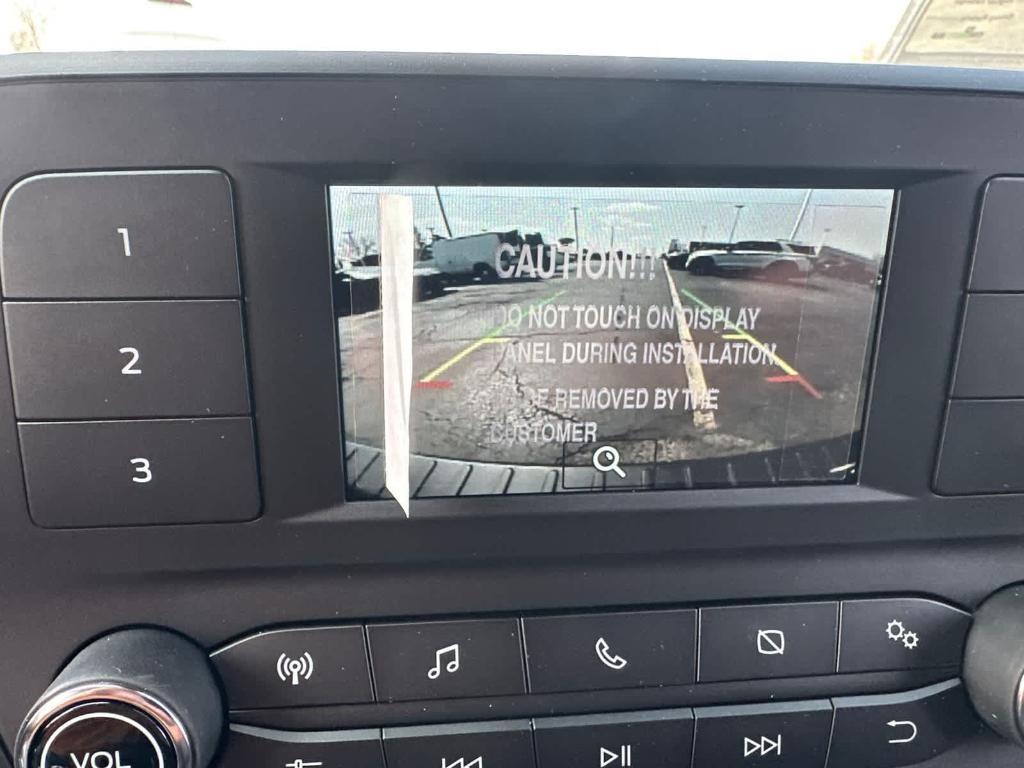 1
2
3
CAUTION!!!
DO NOT TOUCH ON DISPLAY
PANEL DURING INSTALLATION.
BE REMOVED BY THE
CUSTOMER
VOL